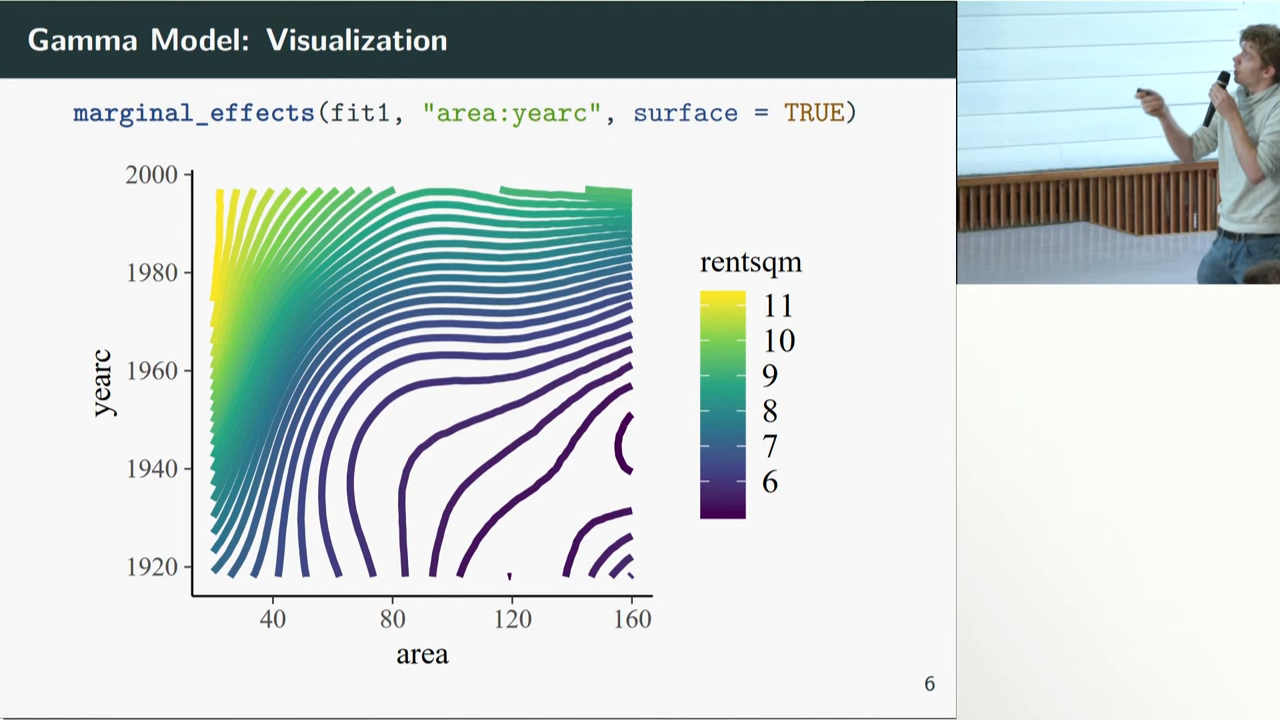 Gamma Model: Visualization
marginal_effects(fit1, "area:yearc", surface = TRUE)
2000
1980
1960
1940
1920
yearc
40 80 120 160
area
rentsqm
11
10
9
8
7
6
6